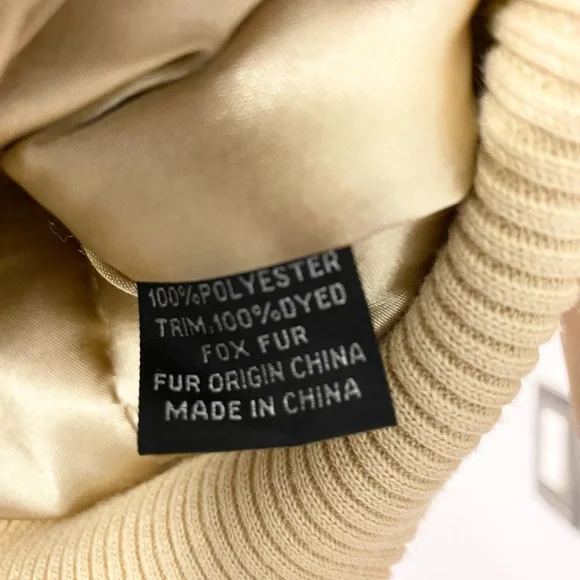 100%POLYESTER
TRIM.100%DYED
FOX FUR
FUR ORIGIN CHINA
MADE IN CHINA